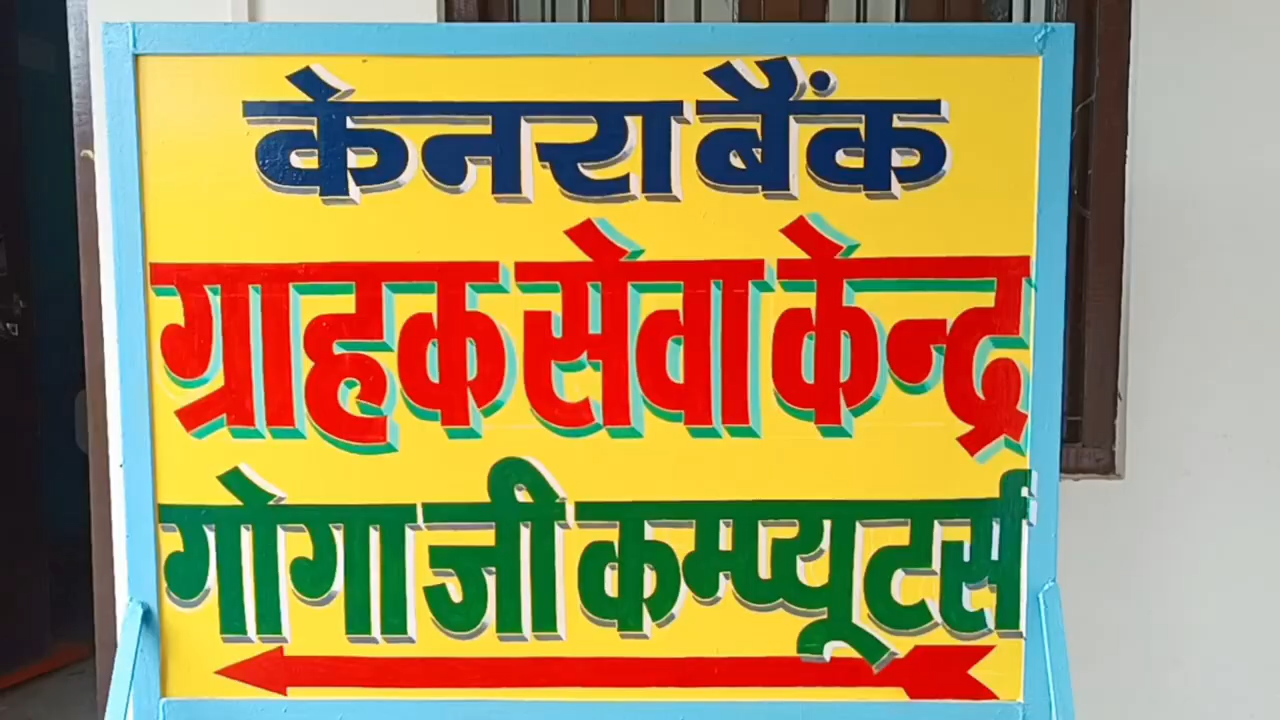 केनरा बैंक
ग्राहक सेवा केन्द्र
गोगा जी कम्प्यूटर्स